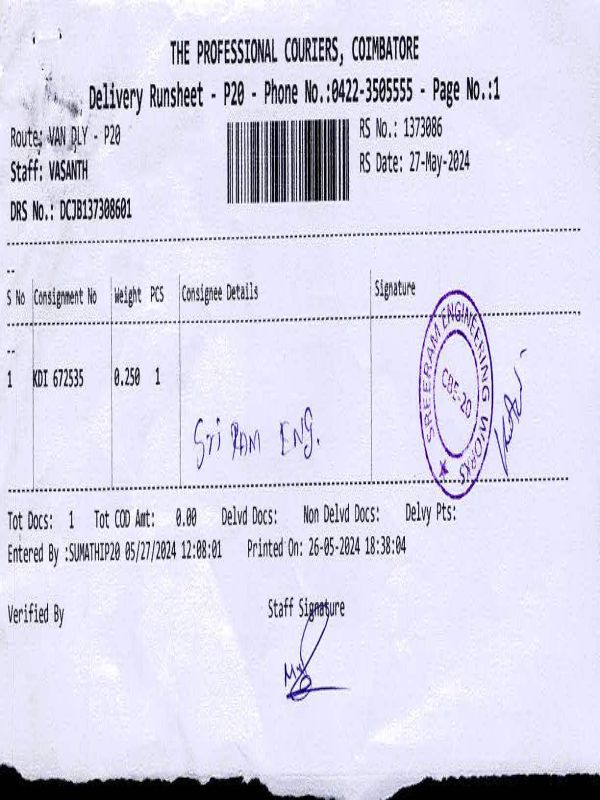 THE PROFESSIONAL COURIERS, COIMBATORE
Delivery Runsheet - P20 - Phone No.:0422-3505555 - Page No.:1
Route: VAN DLY - P20
RS No.: 1373086
Staff: VASANTH
RS Date: 27-May-2024
DRS No.: DCJB137308601
--
S No Consignment No Weight PCS Consignee Details Signature
--
1 KDI 672535 0.250 1
Sri RAM ENG.
SREERAM ENGINEERING WORKS
CBE-20
Tot Docs: 1 Tot COD Amt: 0.00 Delvd Docs: Non Delvd Docs: Delvy Pts:
Entered By :SUMATHIP20 05/27/2024 12:08:01 Printed On: 26-05-2024 18:38:04
Verified By Staff Signature